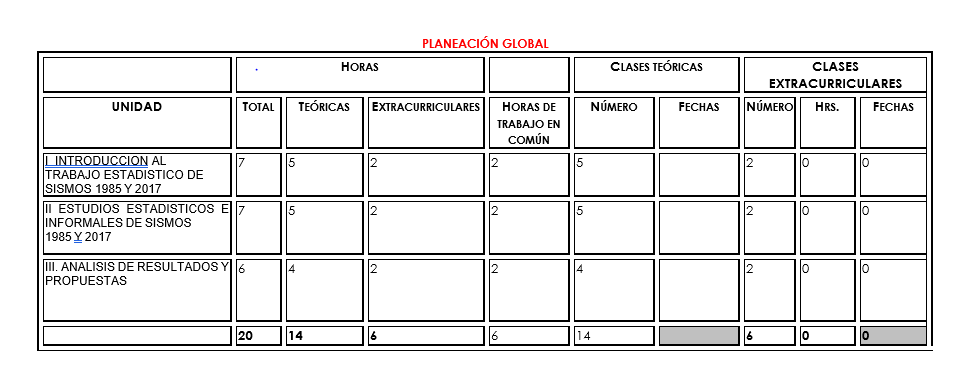 PLANEACIÓN GLOBAL
HORAS CLASES TEÓRICAS CLASES
EXTRACURRICULARES
UNIDAD TOTAL TEÓRICAS EXTRACURRICULARES HORAS DE NÚMERO FECHAS NÚMERO HRS. FECHAS
TRABAJO EN
COMÚN
I INTRODUCCION AL 7 5 2 2 5 2 0 0
TRABAJO ESTADISTICO DE
SISMOS 1985 Y 2017
II ESTUDIOS ESTADISTICOS E 7 5 2 2 5 2 0 0
INFORMALES DE SISMOS
1985 Y 2017
III. ANALISIS DE RESULTADOS Y 6 4 2 2 4 2 0 0
PROPUESTAS
20 14 6 6 14 6 0 0